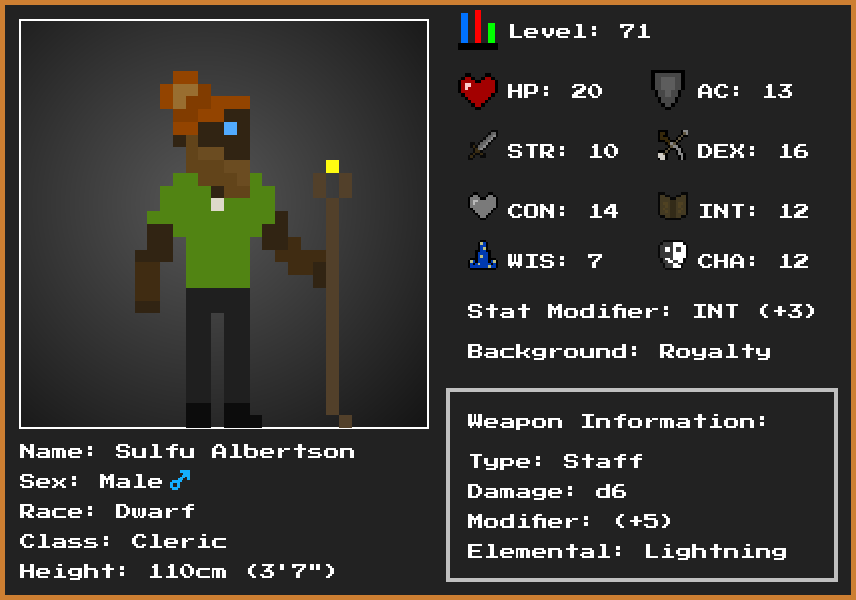 Level: 71
HP: 20 AC: 13
STR: 10 DEX: 16
CON: 14 INT: 12
WIS: 7 CHA: 12
Stat Modifier: INT (+3)
Background: Royalty
Weapon Information:
Type: Staff
Damage: d6
Modifier: (+5)
Elemental: Lightning
Name: Sulfu Albertson
Sex: Male ♂
Race: Dwarf
Class: Cleric
Height: 110cm (3'7")